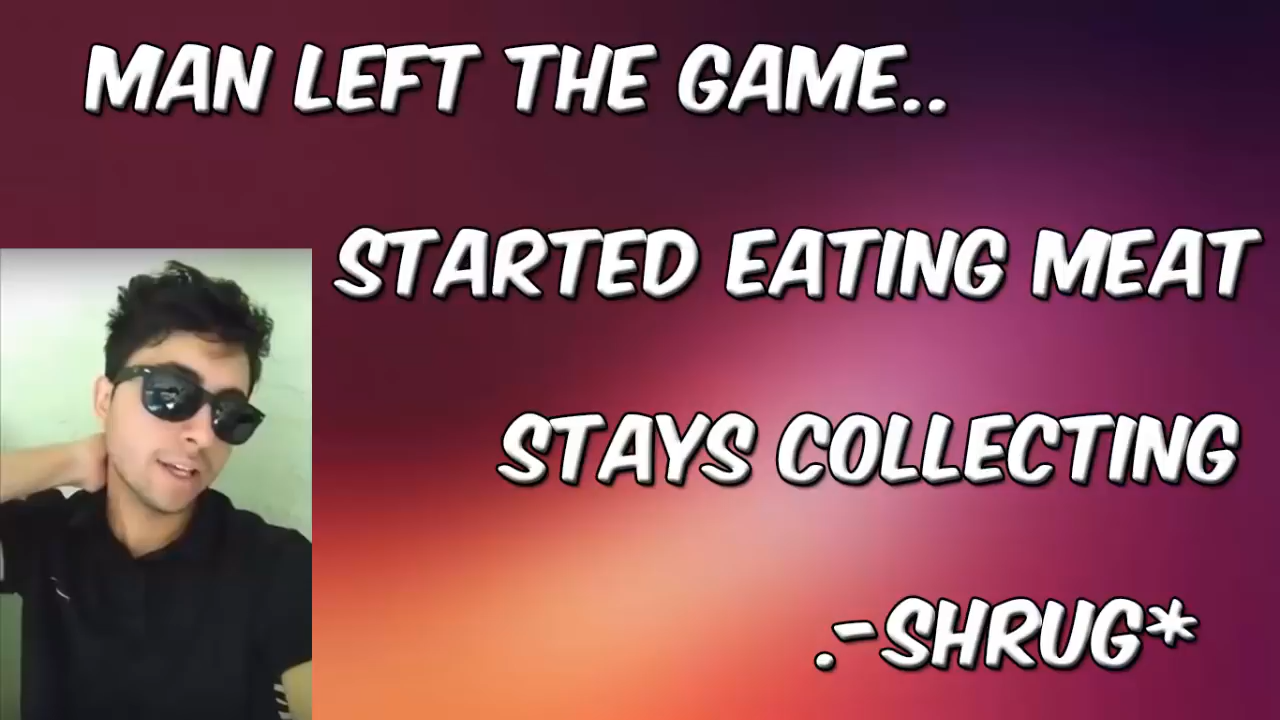 MAN LEFT THE GAME..
STARTED EATING MEAT
STAYS COLLECTING
.-SHRUG*